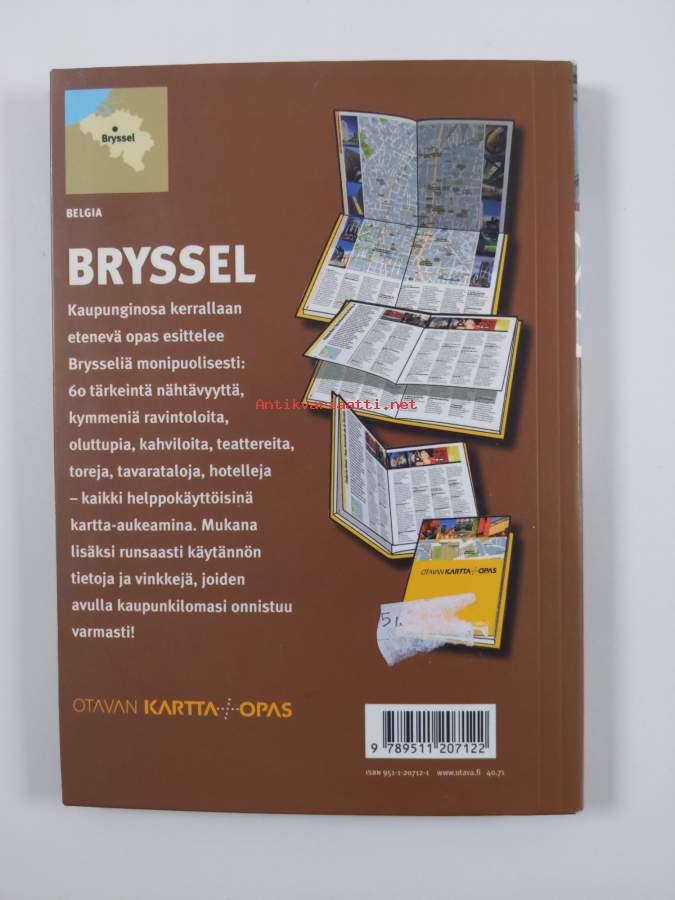 Bryssel
BELGIA
BRYSSEL
Kaupunginosa kerrallaan
etenevä opas esittelee
Brysseliä monipuolisesti:
60 tärkeintä nähtävyyttä,
kymmeniä ravintoloita,
oluttupia, kahviloita, teattereita,
toreja, tavarataloja, hotelleja
– kaikki helppokäyttöisinä
kartta-aukeamina. Mukana
lisäksi runsaasti käytännön
tietoja ja vinkkejä, joiden
avulla kaupunkilomasi onnistuu
varmasti!
Antikvariaatti.net
OTAVAN KARTTA OPAS
OTAVAN KARTTA OPAS
9 789511 207122
ISBN 951-1-20712-1 www.otava.fi 40.71